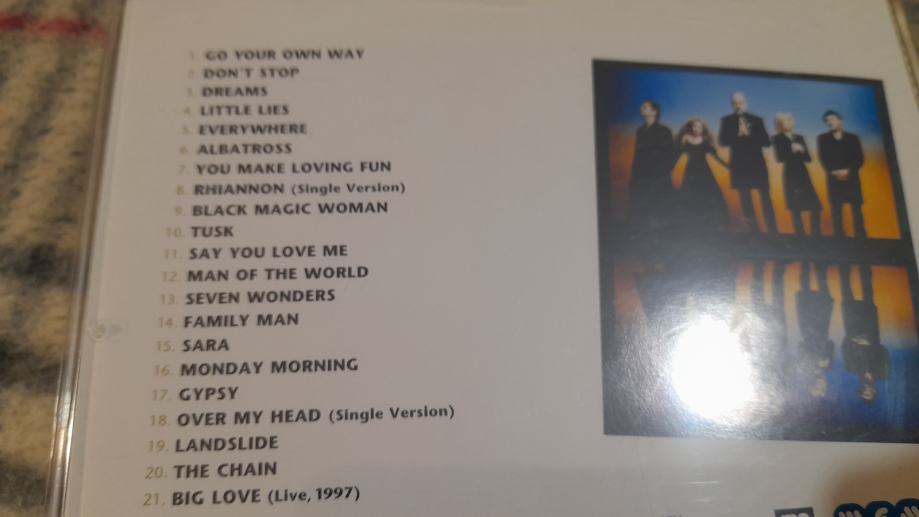 1. GO YOUR OWN WAY
2. DON'T STOP
3. DREAMS
4. LITTLE LIES
5. EVERYWHERE
6. ALBATROSS
7. YOU MAKE LOVING FUN
8. RHIANNON (Single Version)
9. BLACK MAGIC WOMAN
10. TUSK
11. SAY YOU LOVE ME
12. MAN OF THE WORLD
13. SEVEN WONDERS
14. FAMILY MAN
15. SARA
16. MONDAY MORNING
17. GYPSY
18. OVER MY HEAD (Single Version)
19. LANDSLIDE
20. THE CHAIN
21. BIG LOVE (Live, 1997)